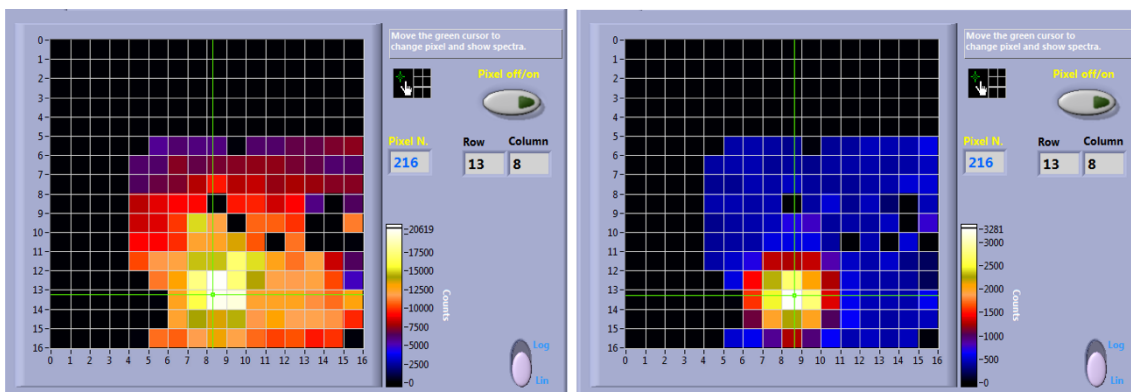 Move the green cursor to
change pixel and show spectra.
Pixel off/on
Pixel N.
Row
Column
216
13
8
0
1
2
3
4
5
6
7
8
9
10
11
12
13
14
15
16
0 1 2 3 4 5 6 7 8 9 10 11 12 13 14 15 16
20619
17500
15000
12500
10000
7500
5000
2500
0
Counts
Log
Lin
Move the green cursor to
change pixel and show spectra.
Pixel off/on
Pixel N.
Row
Column
216
13
8
0
1
2
3
4
5
6
7
8
9
10
11
12
13
14
15
16
0 1 2 3 4 5 6 7 8 9 10 11 12 13 14 15 16
3281
3000
2500
2000
1500
1000
500
0
Counts
Log
Lin